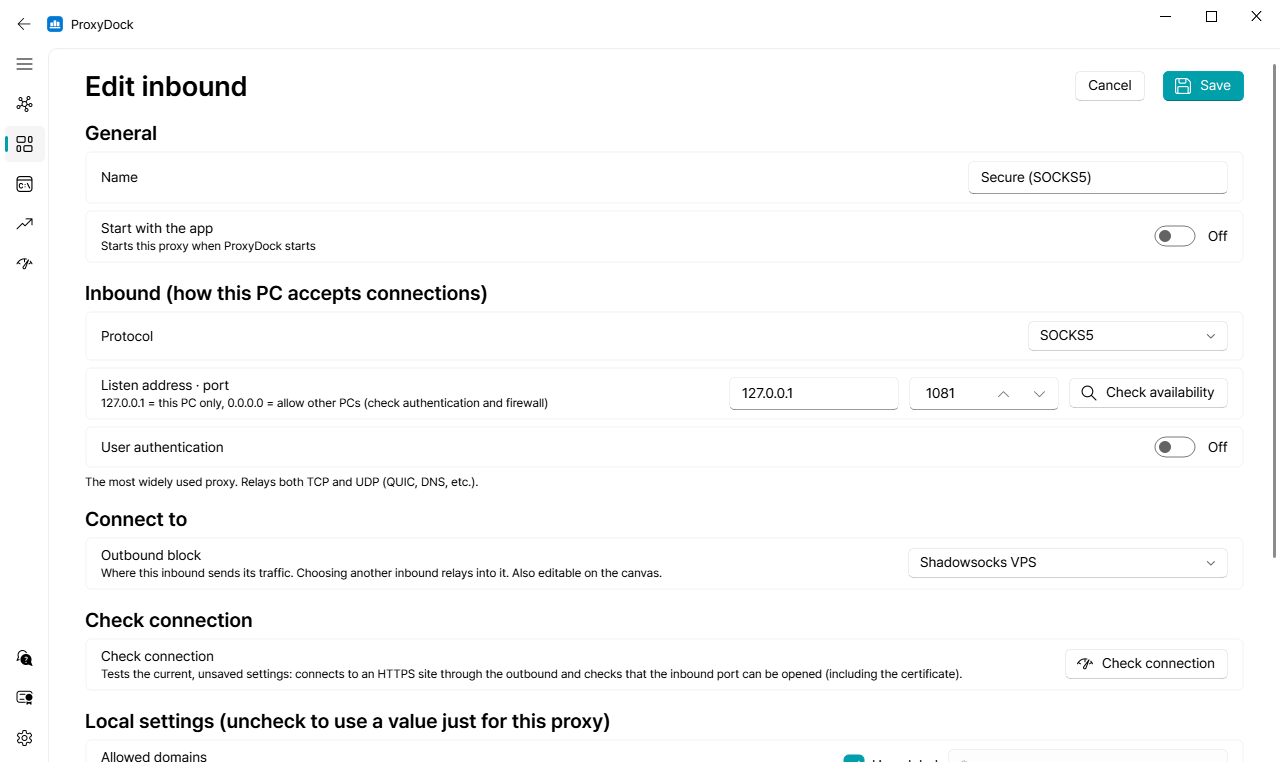 ProxyDock
Edit inbound
Cancel
Save
General
Name
Secure (SOCKS5)
Start with the app
Starts this proxy when ProxyDock starts
Off
Inbound (how this PC accepts connections)
Protocol
SOCKS5
Listen address · port
127.0.0.1 = this PC only, 0.0.0.0 = allow other PCs (check authentication and firewall)
127.0.0.1
1081
Check availability
User authentication
Off
The most widely used proxy. Relays both TCP and UDP (QUIC, DNS, etc.).
Connect to
Outbound block
Where this inbound sends its traffic. Choosing another inbound relays into it. Also editable on the canvas.
Shadowsocks VPS
Check connection
Check connection
Tests the current, unsaved settings: connects to an HTTPS site through the outbound and checks that the inbound port can be opened (including the certificate).
Check connection
Local settings (uncheck to use a value just for this proxy)
Allowed domains